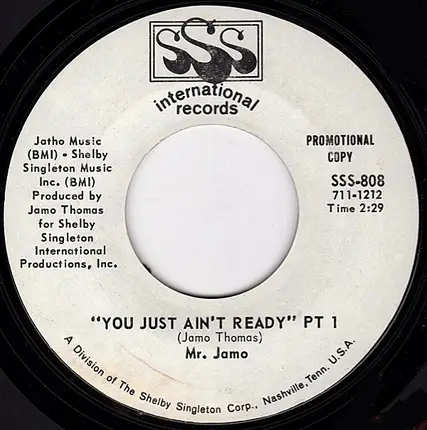 SSS
international
records
Jatho Music
(BMI) - Shelby
Singleton Music
Inc. (BMI)
Produced by
Jamo Thomas
for Shelby
Singleton
International
Productions, Inc.
PROMOTIONAL
COPY
SSS-808
711-1212
Time 2:29
"YOU JUST AIN'T READY" PT 1
(Jamo Thomas)
Mr. Jamo
A Division of The Shelby Singleton Corp., Nashville, Tenn. U.S.A.